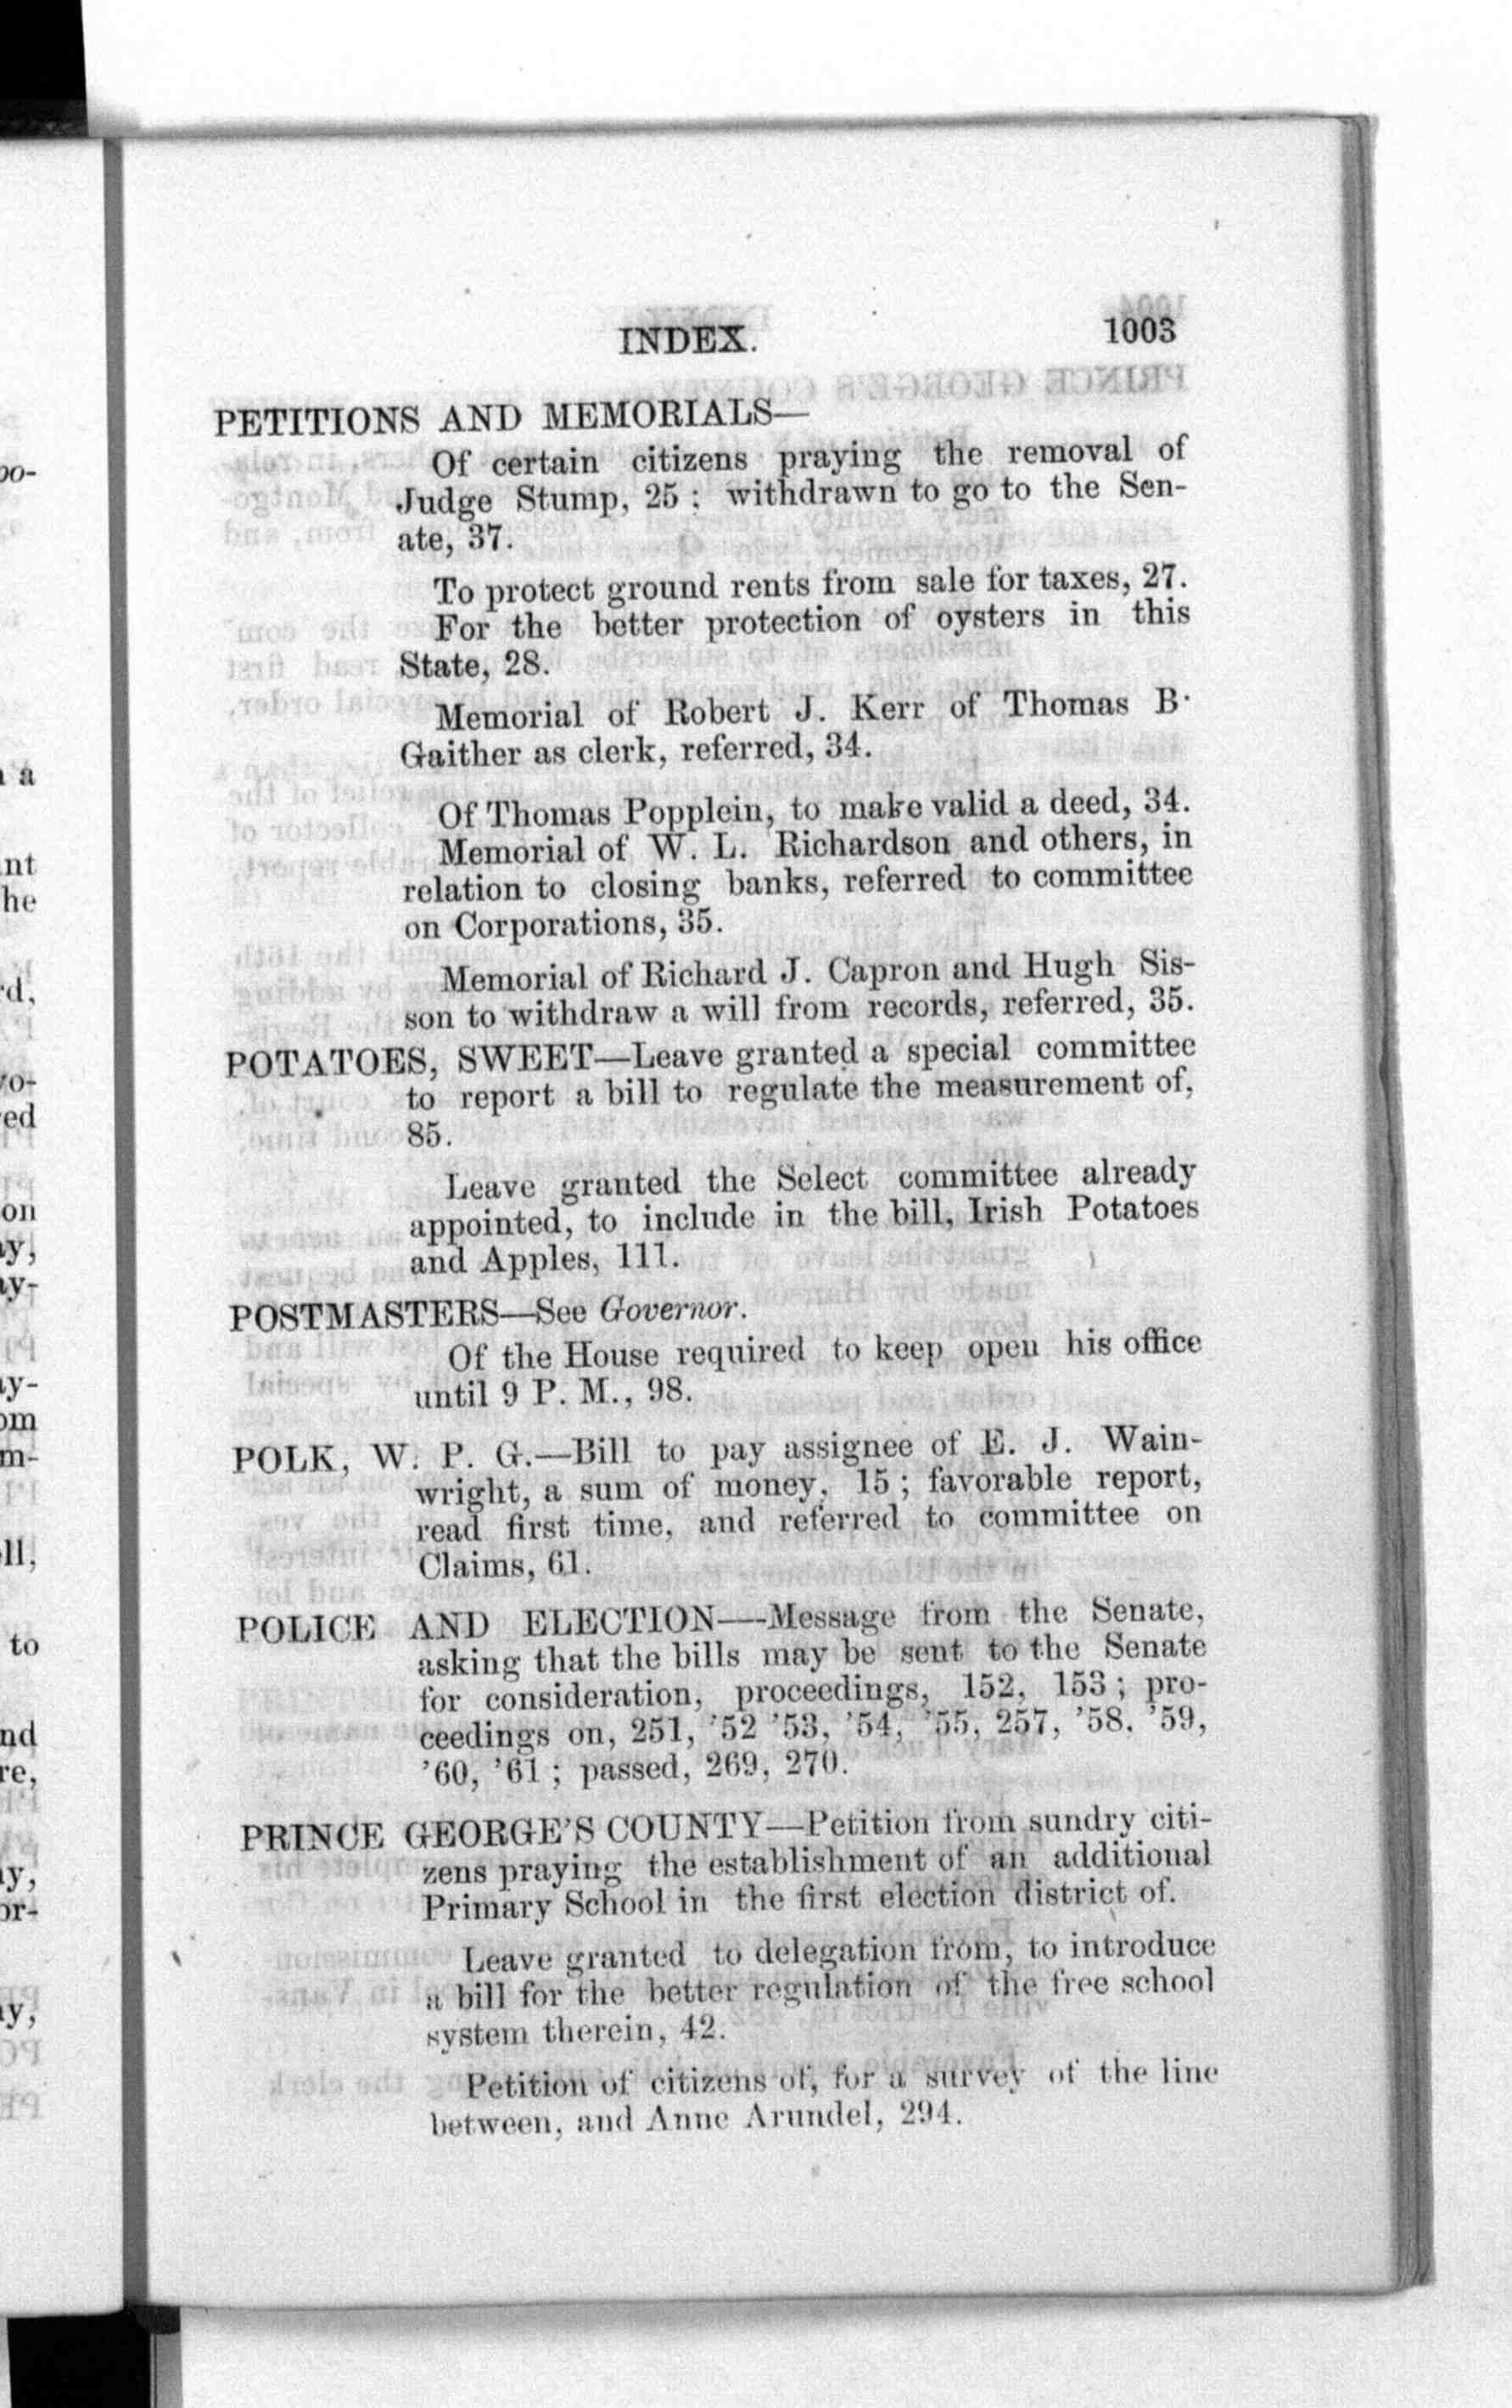 INDEX. 1003
PETITIONS AND MEMORIALS—
Of certain citizens praying the removal of
Judge Stump, 25 ; withdrawn to go to the Sen-
ate, 37.
To protect ground rents from sale for taxes, 27.
For the better protection of oysters in this
State, 28.
Memorial of Robert J. Kerr of Thomas B·
Gaither as clerk, referred, 34.
Of Thomas Popplein, to make valid a deed, 34.
Memorial of W. L. Richardson and others, in
relation to closing banks, referred to committee
on Corporations, 35.
Memorial of Richard J. Capron and Hugh Sis-
son to withdraw a will from records, referred, 35.
POTATOES, SWEET—Leave granted a special committee
to report a bill to regulate the measurement of,
85.
Leave granted the Select committee already
appointed, to include in the bill, Irish Potatoes
and Apples, 111.
POSTMASTERS—See Governor.
Of the House required to keep open his office
until 9 P. M., 98.
POLK, W. P. G.—Bill to pay assignee of E. J. Wain-
wright, a sum of money, 15 ; favorable report,
read first time, and referred to committee on
Claims, 61.
POLICE AND ELECTION—Message from the Senate,
asking that the bills may be sent to the Senate
for consideration, proceedings, 152, 153 ; pro-
ceedings on, 251, '52 '53, '54, '55, 257, '58, '59,
'60, '61 ; passed, 269, 270.
PRINCE GEORGE'S COUNTY—Petition from sundry citi-
zens praying the establishment of an additional
Primary School in the first election district of.
Leave granted to delegation from, to introduce
a bill for the better regulation of the free school
system therein, 42.
Petition of citizens of, for a survey of the line
between, and Anne Arundel, 294.